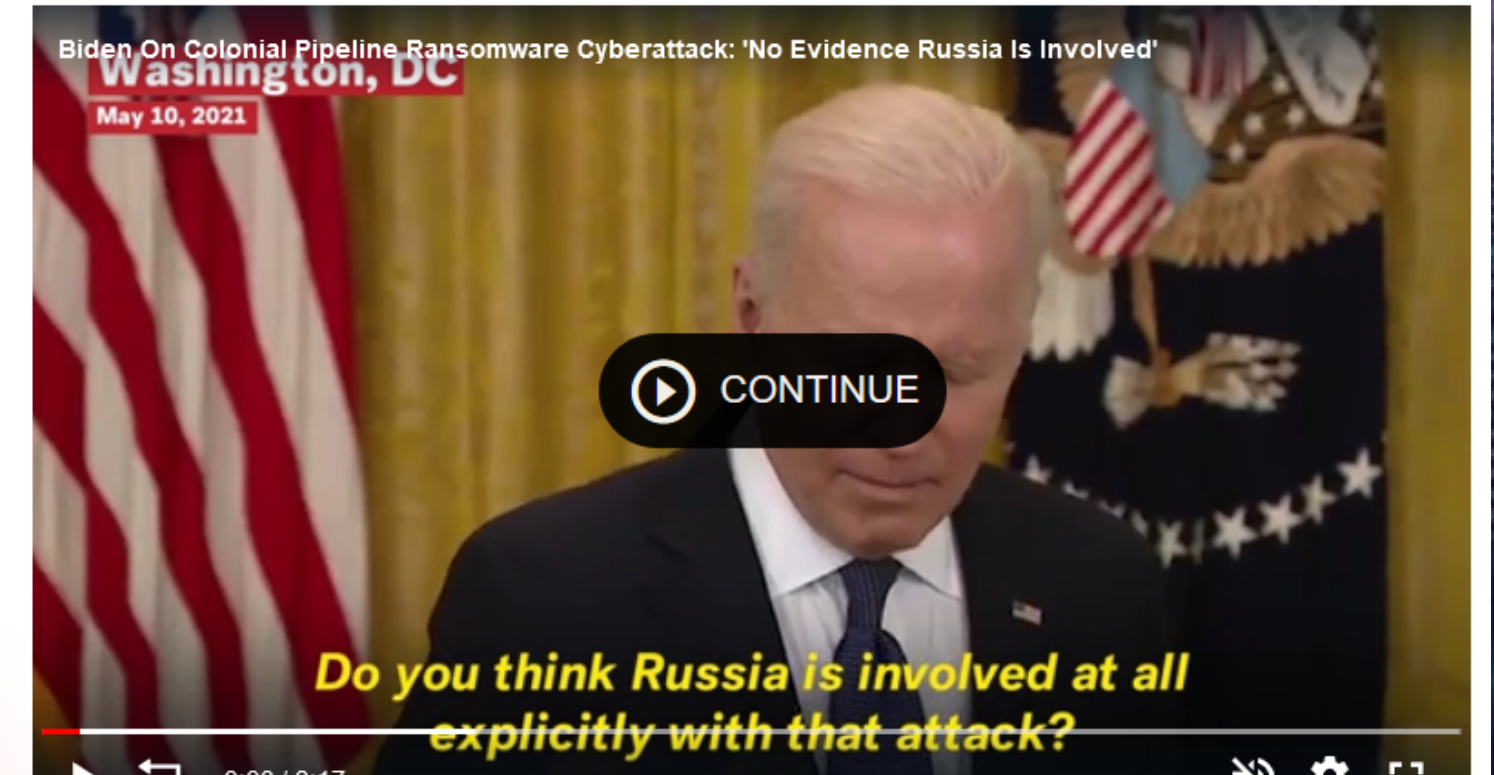 Biden On Colonial Pipeline Ransomware Cyberattack: 'No Evidence Russia Is Involved'
Washington, DC
May 10, 2021
CONTINUE
Do you think Russia is involved at all
explicitly with that attack?